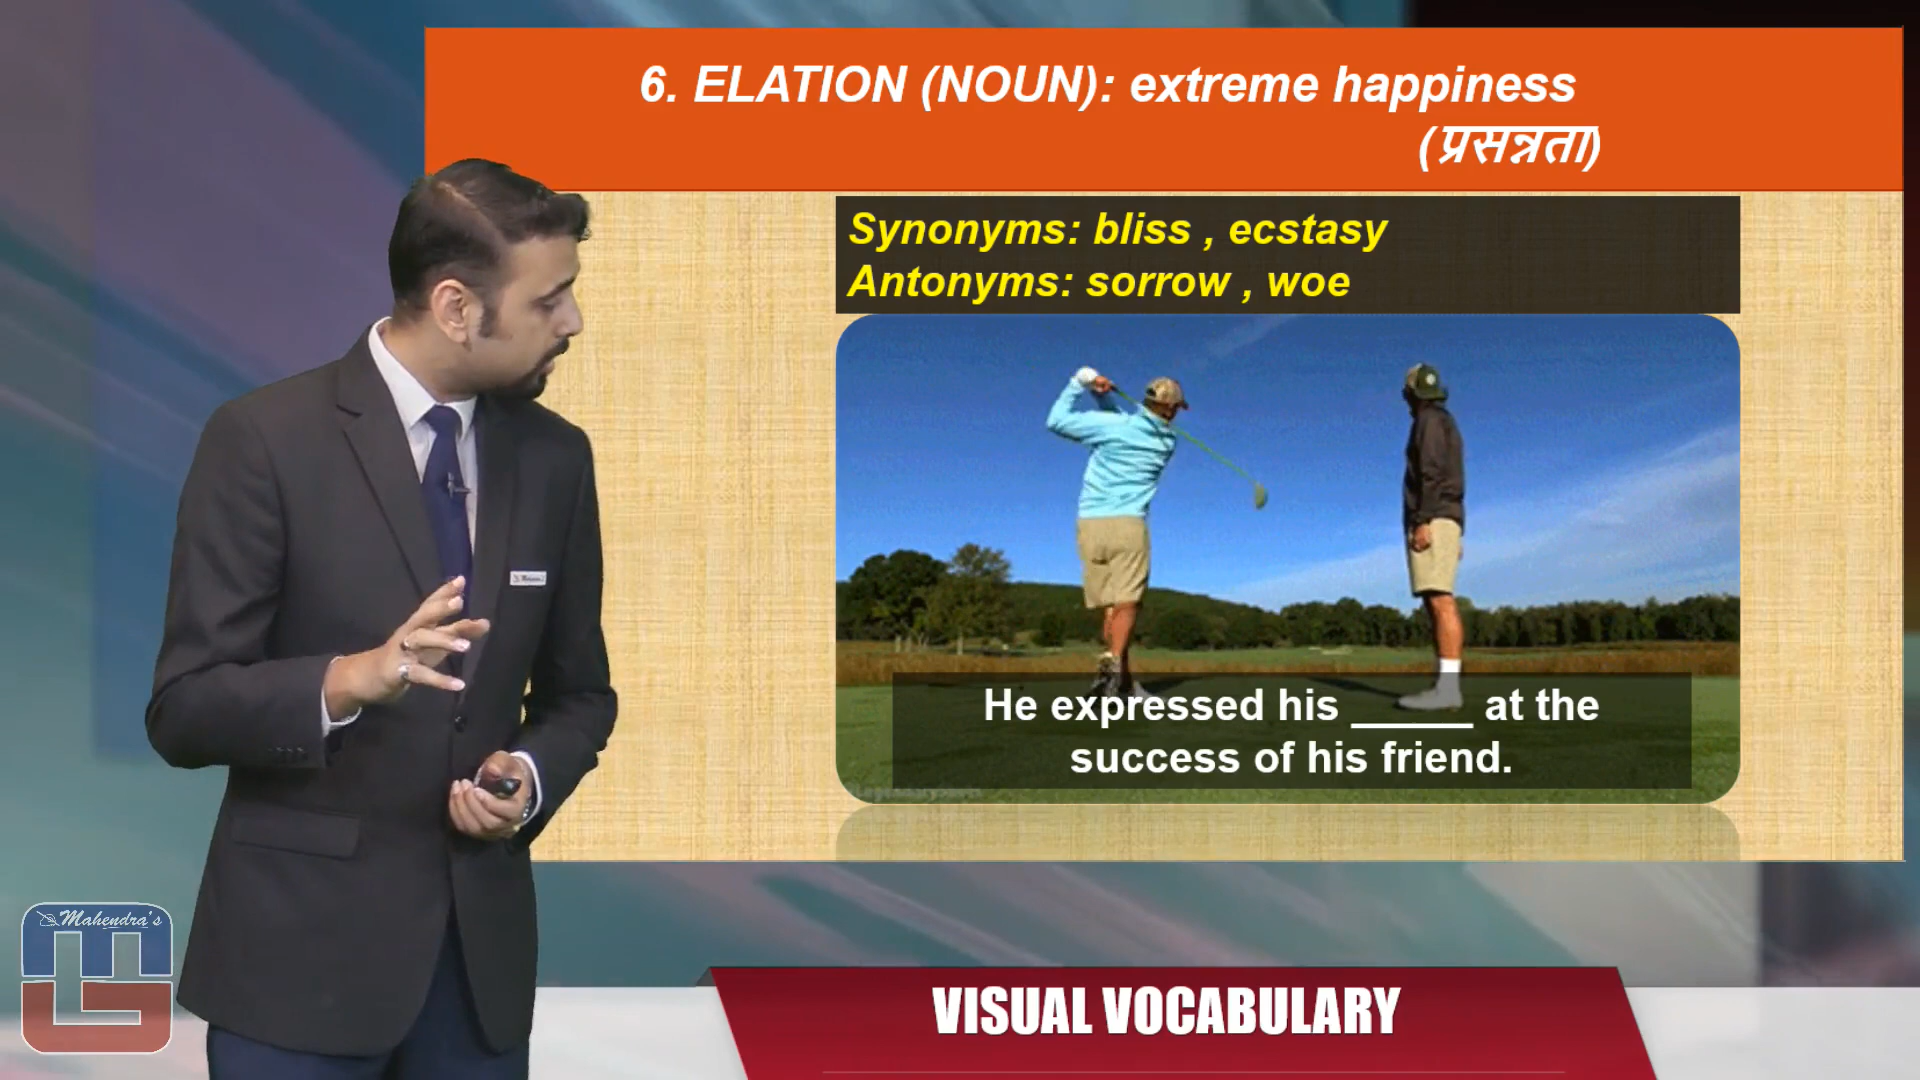 6. ELATION (NOUN): extreme happiness
(प्रसन्नता)
Synonyms: bliss , ecstasy
Antonyms: sorrow , woe
He expressed his _____ at the
success of his friend.
Mahendra's
VISUAL VOCABULARY